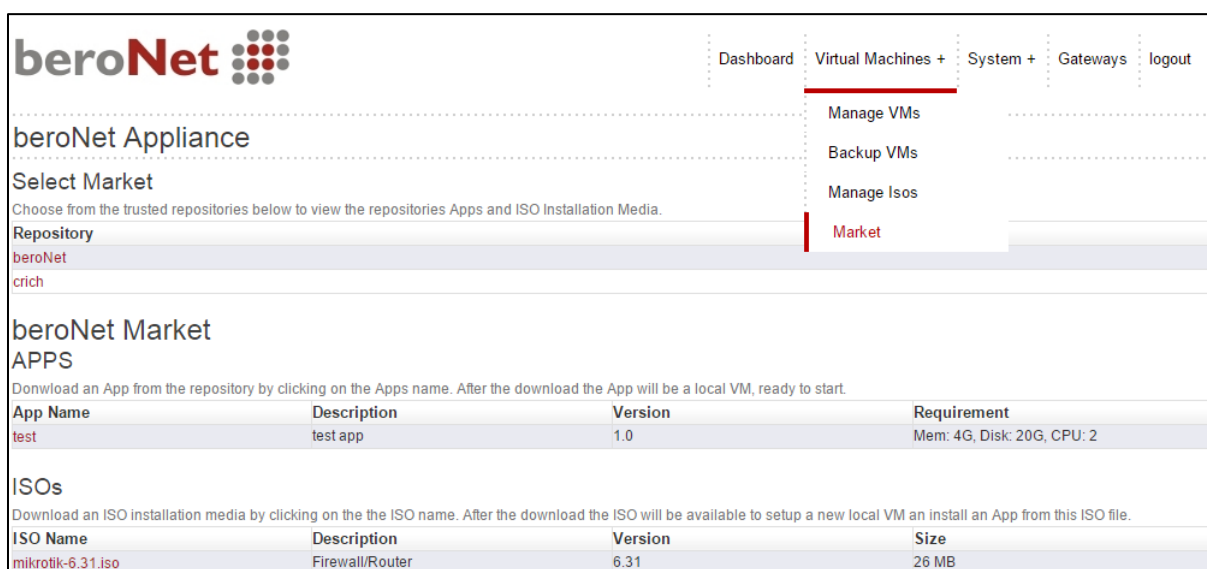 beroNet
Dashboard Virtual Machines + System + Gateways logout
Manage VMs
Backup VMs
Manage Isos
Market
beroNet Appliance
Select Market
Choose from the trusted repositories below to view the repositories Apps and ISO Installation Media.
Repository
beroNet
crich
beroNet Market
APPS
Donwload an App from the repository by clicking on the Apps name. After the download the App will be a local VM, ready to start.
App Name Description Version Requirement
test test app 1.0 Mem: 4G, Disk: 20G, CPU: 2
ISOs
Download an ISO installation media by clicking on the the ISO name. After the download the ISO will be available to setup a new local VM an install an App from this ISO file.
ISO Name Description Version Size
mikrotik-6.31.iso Firewall/Router 6.31 26 MB